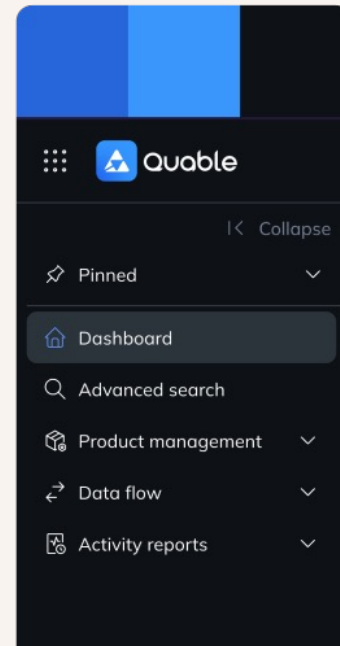 Quable
Collapse
Pinned
Dashboard
Advanced search
Product management
Data flow
Activity reports